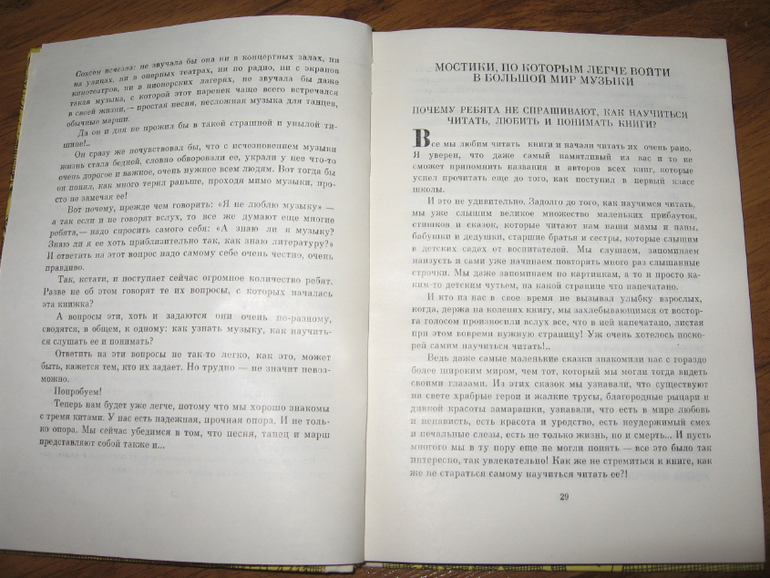 Совсем исчезла: не звучала бы она ни в концертных залах, ни
на улицах, ни в оперных театрах, ни по радио, ни с экранов
кинотеатров, ни в пионерских лагерях, не звучала бы даже
такая музыка, с которой этот паренек чаще всего встречался
в своей жизни,— простая песня, несложная музыка для танцев,
обычные марши.
Да он и дня не прожил бы в такой страшной и унылой ти-
шине!..
Он сразу же почувствовал бы, что с исчезновением музыки
жизнь стала бедней, словно обворовали ее, украли у нее что-то
очень дорогое и важное, очень нужное всем людям. Вот тогда бы
он понял, как много терял раньше, проходя мимо музыки, про-
сто не замечая ее!
Вот почему, прежде чем говорить: «Я не люблю музыку» —
а так если и не говорят вслух, то все же думают еще многие
ребята,— надо спросить самого себя: «А знаю ли я музыку?
Знаю ли я ее хоть приблизительно так, как знаю литературу?»
И ответить на этот вопрос надо самому себе очень честно, очень
правдиво.
Так, кстати, и поступает сейчас огромное количество ребят.
Разве не об этом говорят те их вопросы, с которых началась
эта книжка?
А вопросы эти, хоть и задаются они очень по-разному,
сводятся, в общем, к одному: как узнать музыку, как научить-
ся слушать ее и понимать?
Ответить на эти вопросы не так-то легко, как это, может
быть, кажется тем, кто их задает. Но трудно — не значит невоз-
можно.
Попробуем!
Теперь нам будет уже легче, потому что мы хорошо знакомы
с тремя китами. У нас есть надежная, прочная опора. И не толь-
ко опора. Мы сейчас убедимся в том, что песня, танец и марш
представляют собой также и...
МОСТИКИ, ПО КОТОРЫМ ЛЕГЧЕ ВОЙТИ
В БОЛЬШОЙ МИР МУЗЫКИ
ПОЧЕМУ РЕБЯТА НЕ СПРАШИВАЮТ, КАК НАУЧИТЬСЯ
ЧИТАТЬ, ЛЮБИТЬ И ПОНИМАТЬ КНИГИ?
Все мы любим читать книги и начали читать их очень рано.
Я уверен, что даже самый памятливый из вас и то не
сможет припомнить названия и авторов всех книг, которые
успел прочитать еще до того, как поступил в первый класс
школы.
И это не удивительно. Задолго до того, как научимся читать,
мы уже слышим великое множество маленьких прибауток,
стишков и сказок, которые читают нам наши мамы и папы,
бабушки и дедушки, старшие братья и сестры, которые слышим
в детских садах от воспитателей. Мы слушаем, запоминаем
наизусть и сами уже начинаем повторять много раз слышанные
строчки. Мы даже запоминаем по картинкам, а то и просто ка-
ким-то детским чутьем, на какой странице что напечатано.
И кто из нас в свое время не вызывал улыбку взрослых,
когда, держа на коленях книгу, мы захлебывающимся от востор-
га голосом произносили вслух все, что в ней напечатано, листая
при этом вовремя нужную страницу! Уж очень хотелось поско-
рей самим научиться читать!..
Ведь даже самые маленькие сказки знакомили нас с гораздо
более широким миром, чем тот, который мы могли тогда видеть
своими глазами. Из этих сказок мы узнавали, что существуют
на свете храбрые герои и жалкие трусы, благородные рыцари и
дивной красоты замарашки, узнавали, что есть в мире любовь
и ненависть, есть красота и уродство, есть неудержимый смех
и печальные слезы, есть не только жизнь, но и смерть... И пусть
многого мы в ту пору еще не могли понять — все это было так
интересно, так увлекательно! Как же не стремиться к книге, как
же не стараться самому научиться читать ее?!
29